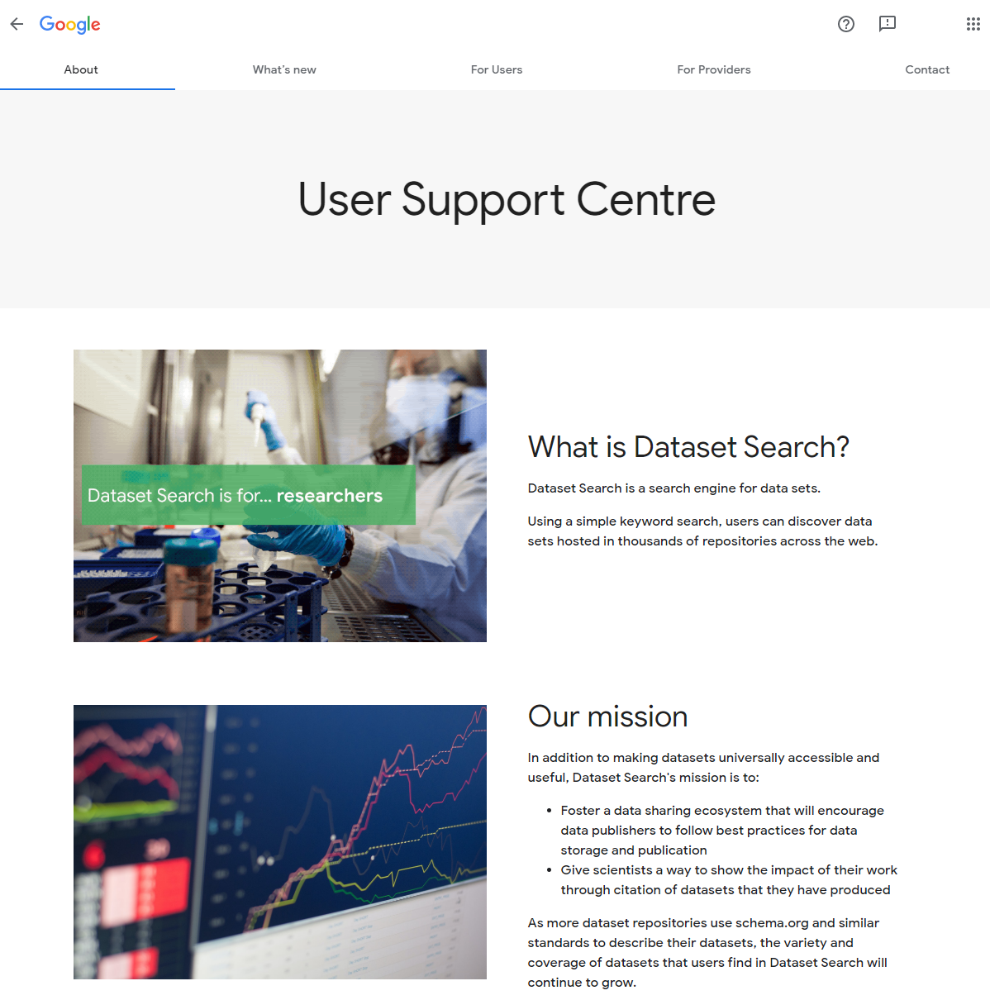 Google
About
What's new
For Users
For Providers
Contact
User Support Centre
Dataset Search is for... researchers
What is Dataset Search?
Dataset Search is a search engine for data sets.
Using a simple keyword search, users can discover data
sets hosted in thousands of repositories across the web.
Our mission
In addition to making datasets universally accessible and
useful, Dataset Search's mission is to:
• Foster a data sharing ecosystem that will encourage
data publishers to follow best practices for data
storage and publication
• Give scientists a way to show the impact of their work
through citation of datasets that they have produced
As more dataset repositories use schema.org and similar
standards to describe their datasets, the variety and
coverage of datasets that users find in Dataset Search will
continue to grow.